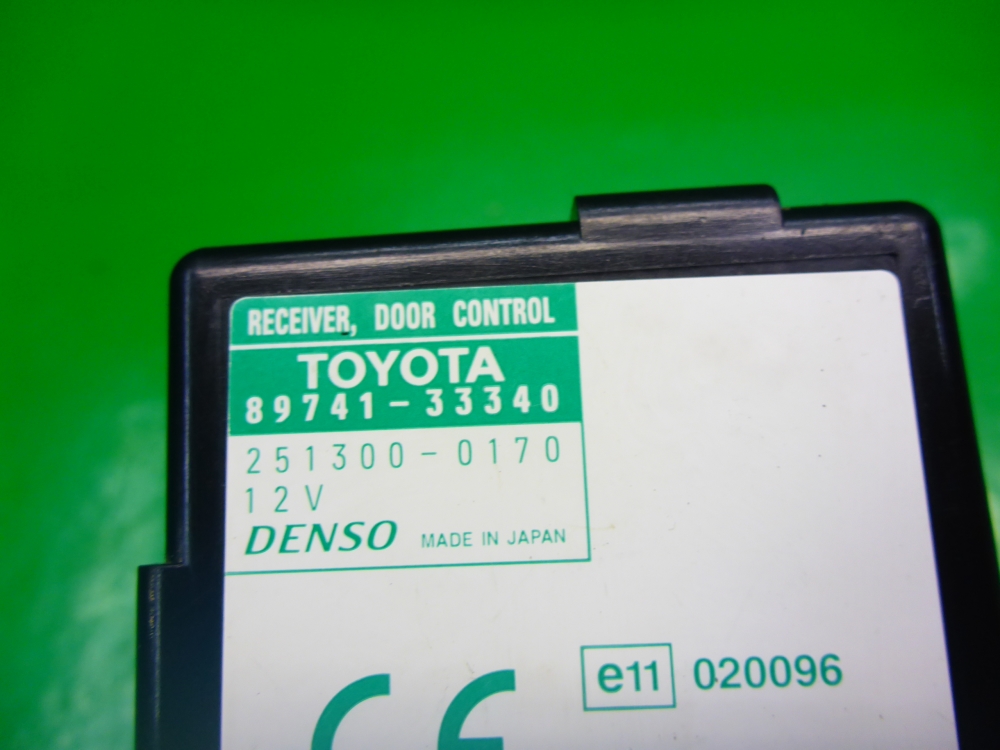 RECEIVER, DOOR CONTROL
TOYOTA
89741-33340
251300-0170
12V
DENSO MADE IN JAPAN
e11 020096
CE